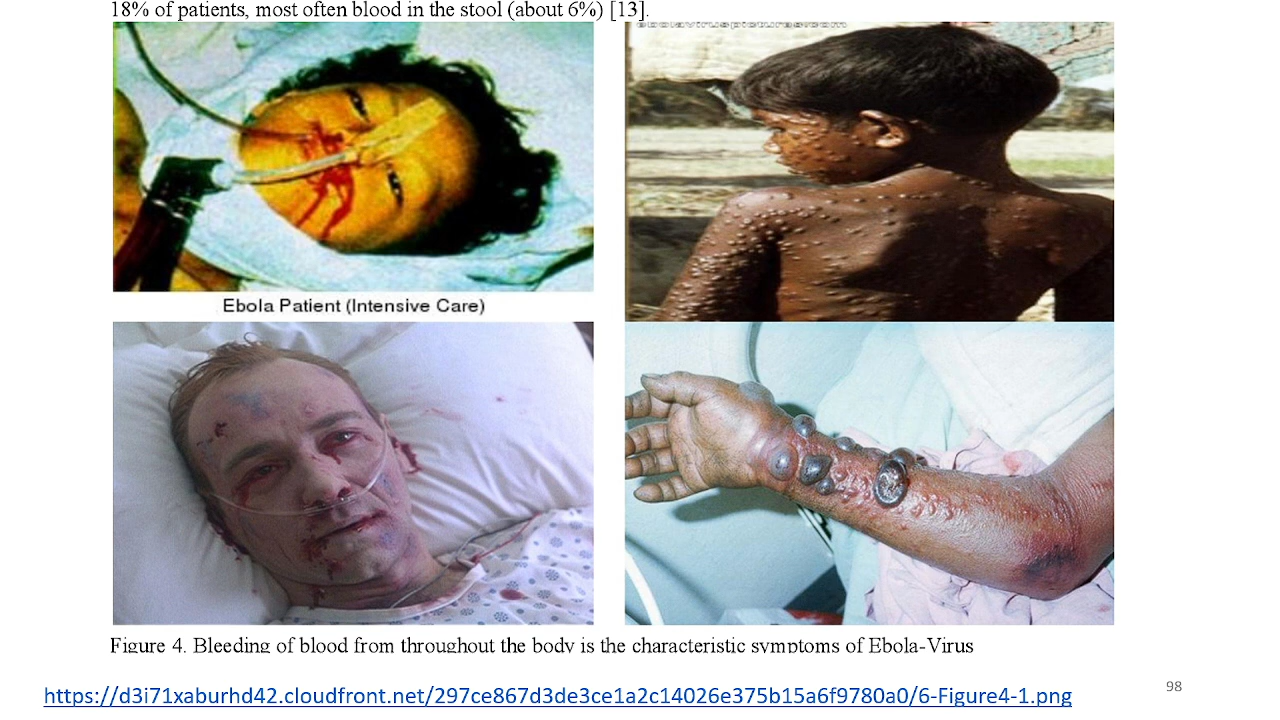 18% of patients, most often blood in the stool (about 6%) [13].
ebolaviruspictures.com
Ebola Patient (Intensive Care)
Figure 4. Bleeding of blood from throughout the body is the characteristic symptoms of Ebola-Virus
https://d3i71xaburhd42.cloudfront.net/297ce867d3de3ce1a2c14026e375b15a6f9780a0/6-Figure4-1.png
98